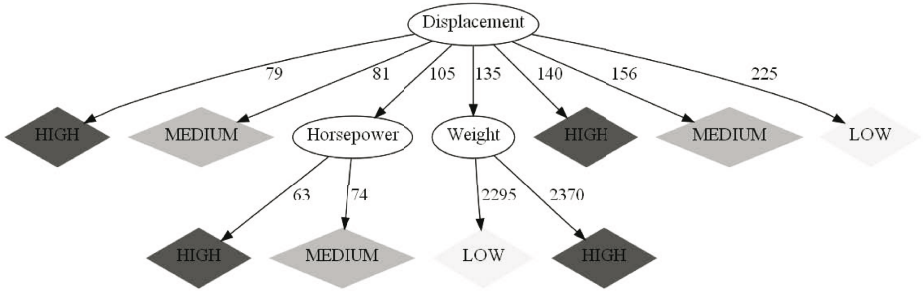 Displacement
79 81 105 135 140 156 225
HIGH MEDIUM Horsepower Weight HIGH MEDIUM LOW
63 74 2295 2370
HIGH MEDIUM LOW HIGH